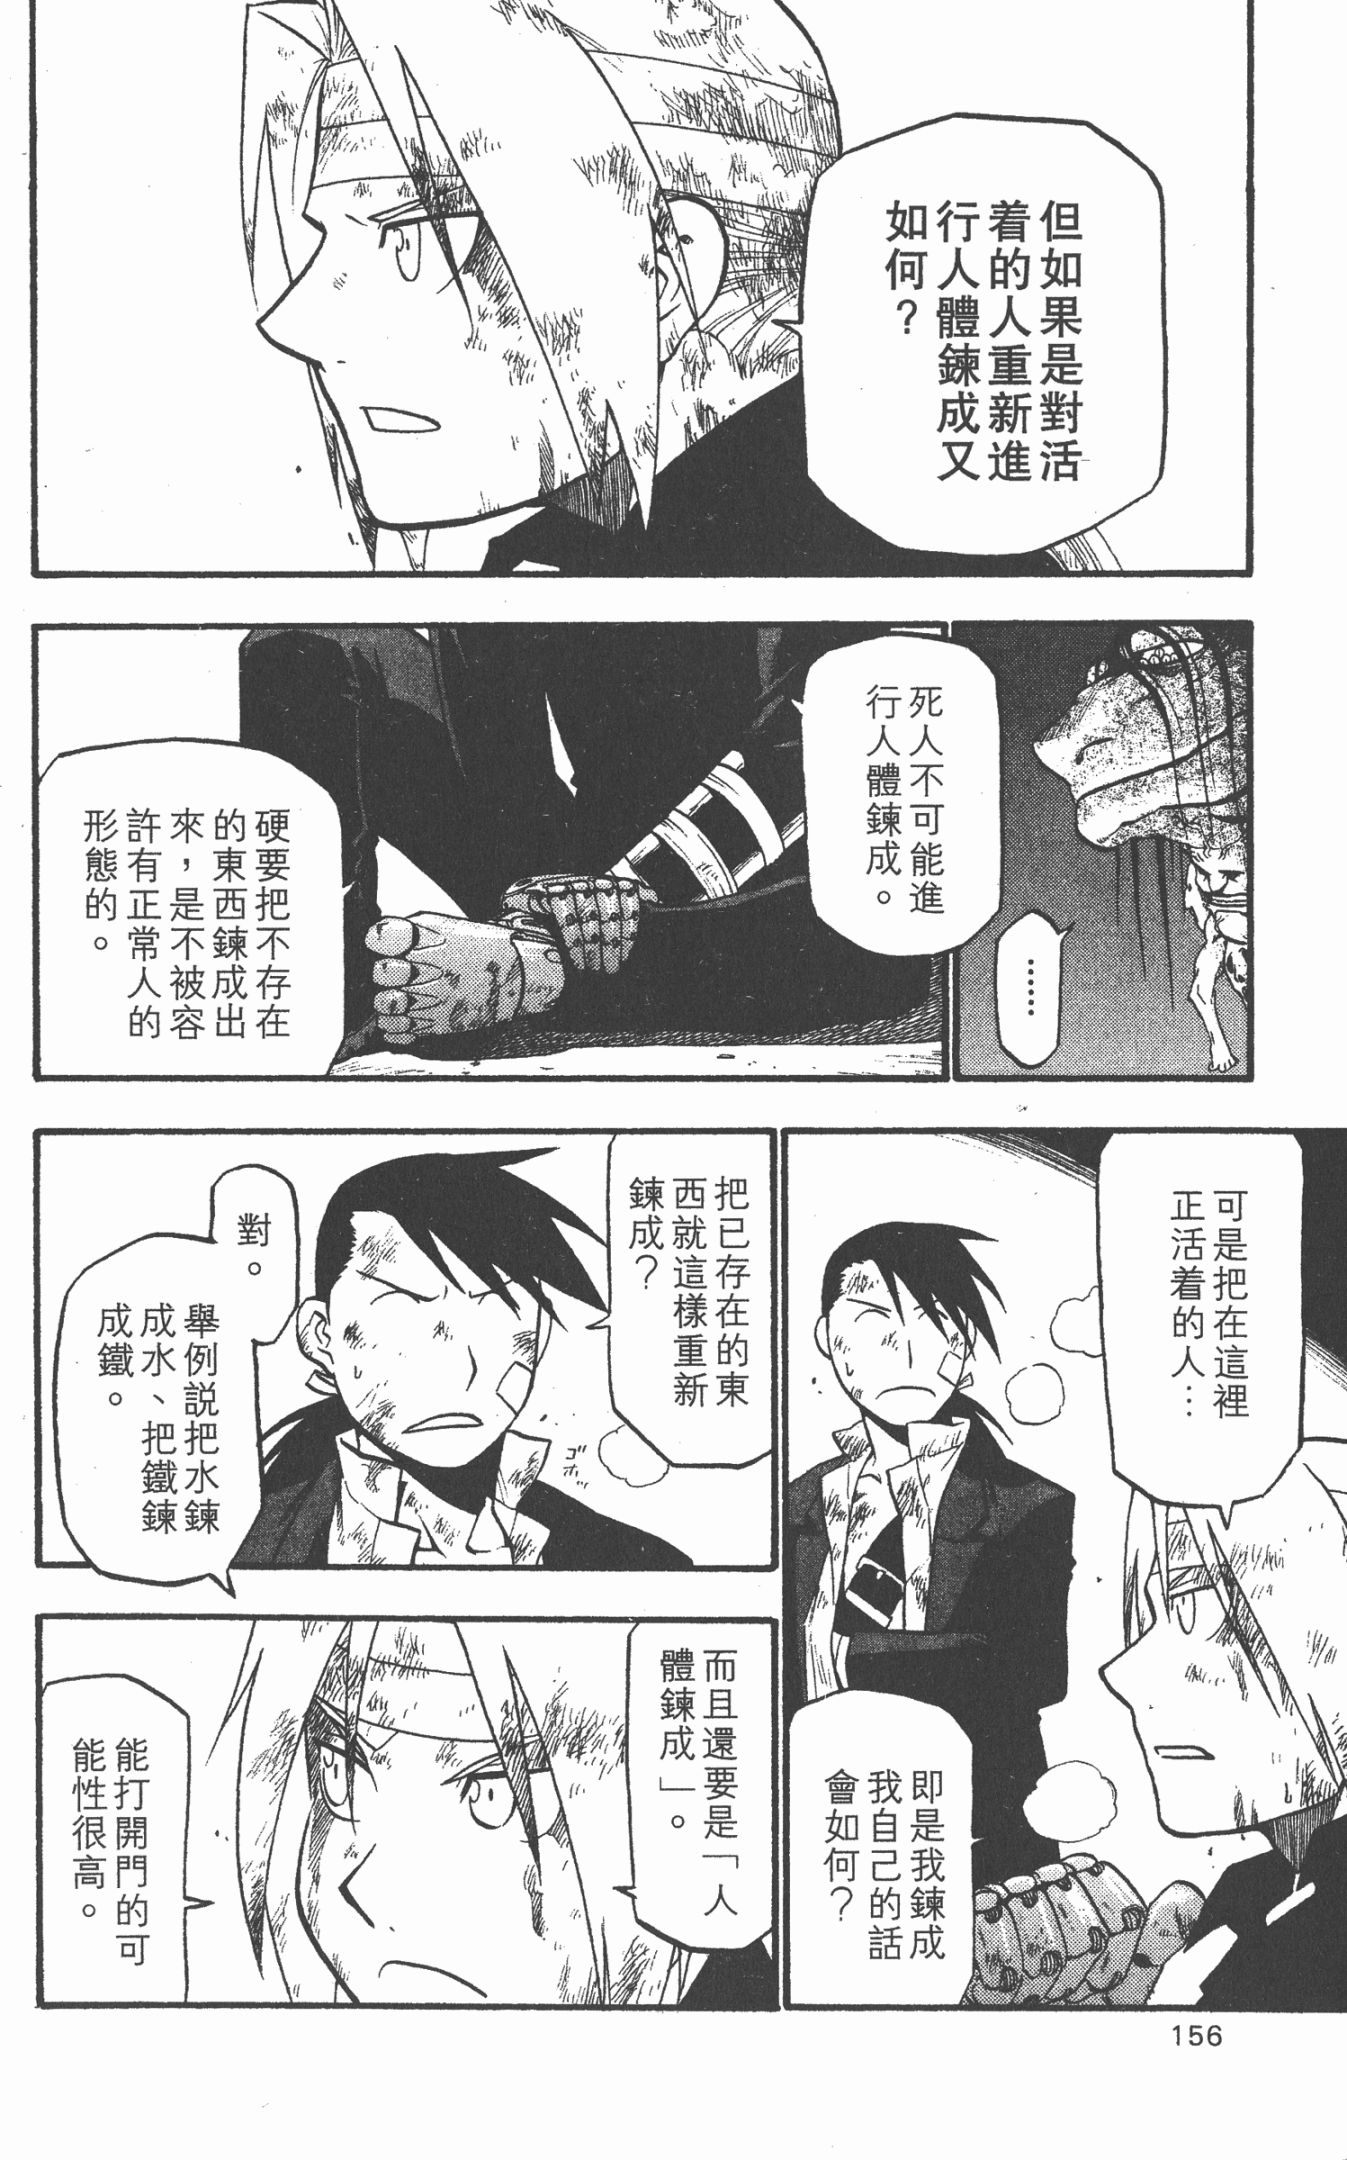 但如果是對活
着的人重新進
行人體鍊成又
如何？
……
死人不可能進
行人體鍊成。
硬要把不存在
的東西鍊成出
來，是不被容
許有正常人的
形態的。
可是把在這裡
正活着的人…
即是我鍊成
我自己的話
會如何？
把已存在的東
西就這樣重新
鍊成？
ゴボッ
對。
舉例説把水鍊
成水、把鐵鍊
成鐵。
而且還要是「人
體鍊成」。
能打開門的可
能性很高。
156